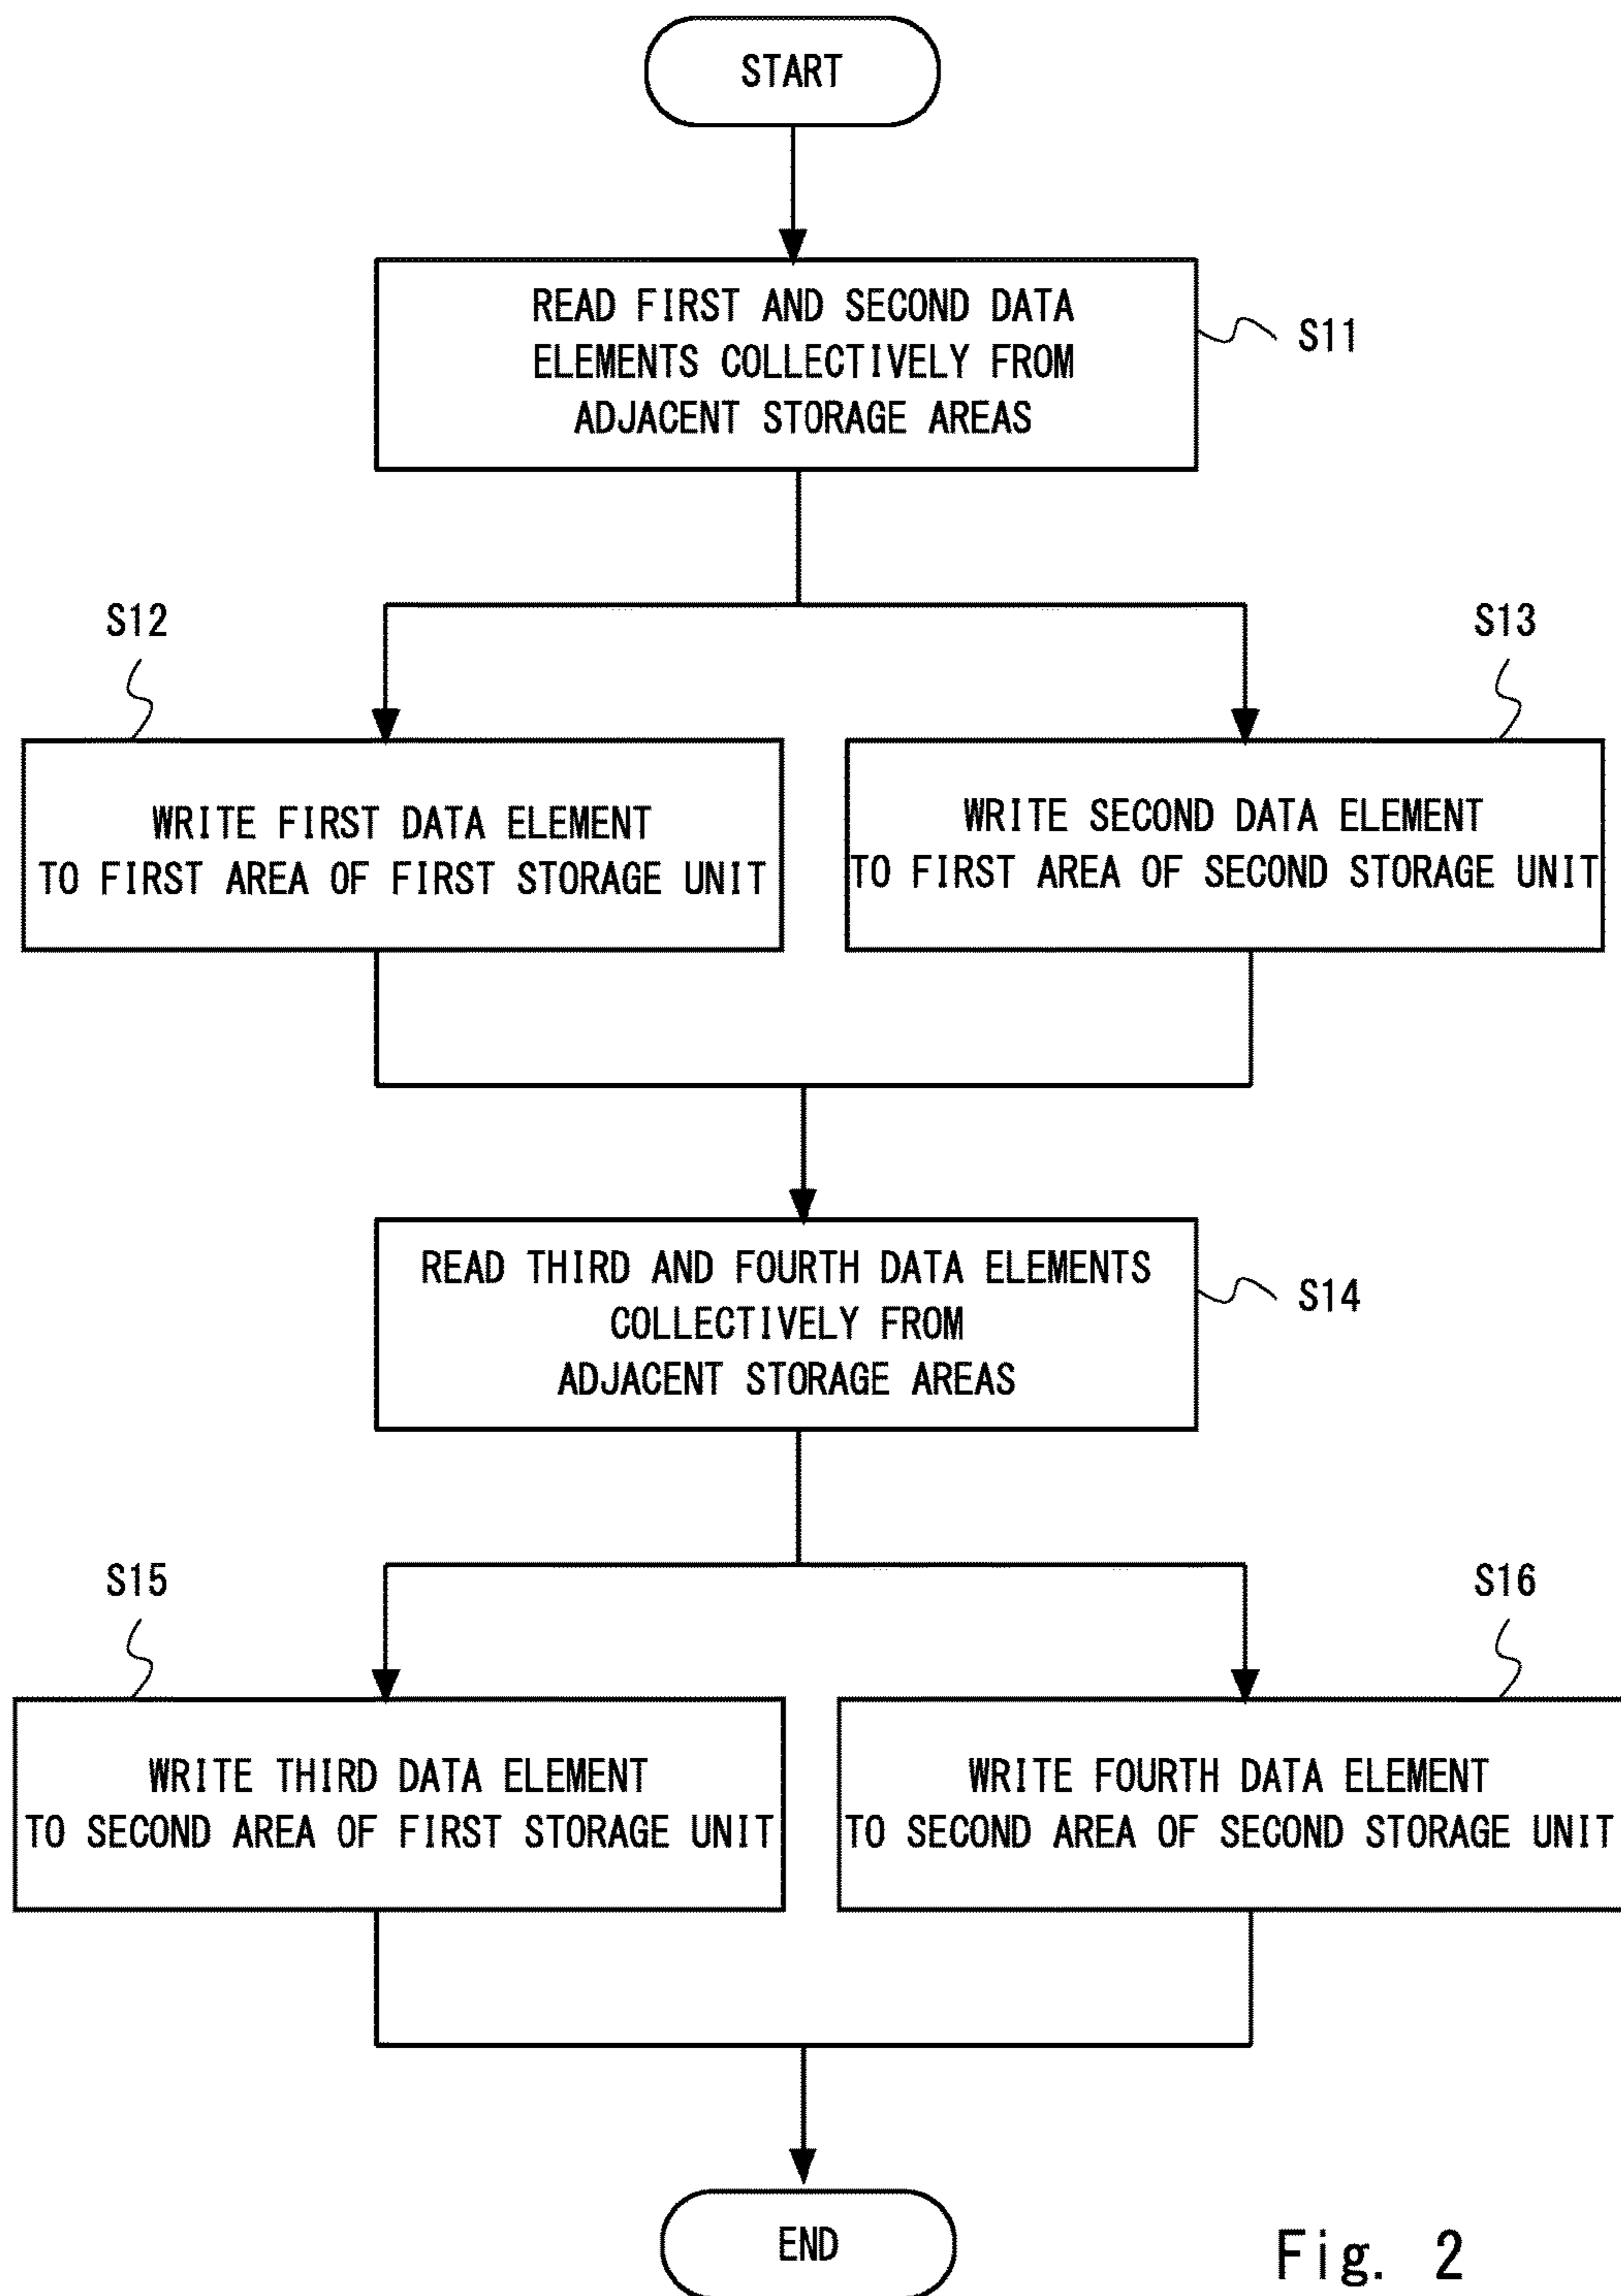 START
READ FIRST AND SECOND DATA
ELEMENTS COLLECTIVELY FROM
ADJACENT STORAGE AREAS
S11
S12
S13
WRITE FIRST DATA ELEMENT
TO FIRST AREA OF FIRST STORAGE UNIT
WRITE SECOND DATA ELEMENT
TO FIRST AREA OF SECOND STORAGE UNIT
READ THIRD AND FOURTH DATA ELEMENTS
COLLECTIVELY FROM
ADJACENT STORAGE AREAS
S14
S15
S16
WRITE THIRD DATA ELEMENT
TO SECOND AREA OF FIRST STORAGE UNIT
WRITE FOURTH DATA ELEMENT
TO SECOND AREA OF SECOND STORAGE UNIT
END
Fig. 2